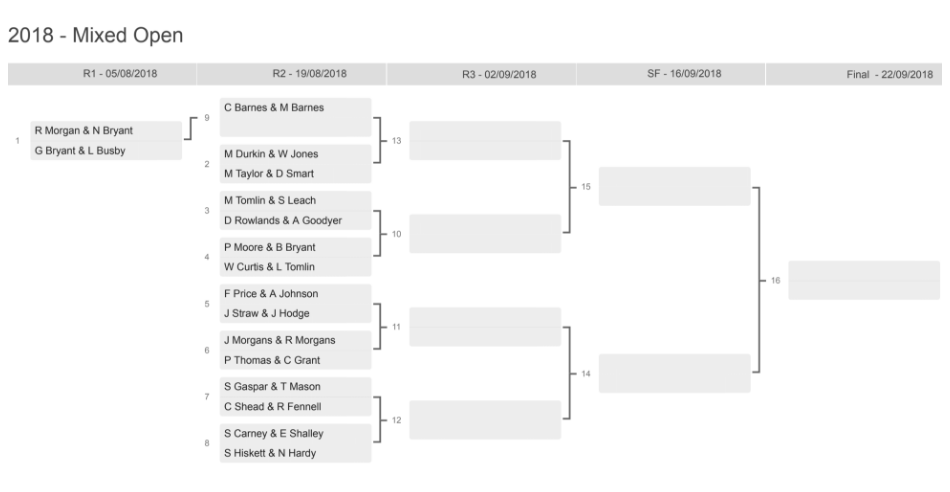 2018 - Mixed Open
R1 - 05/08/2018
R2 - 19/08/2018
R3 - 02/09/2018
SF - 16/09/2018
Final - 22/09/2018
1
R Morgan & N Bryant
G Bryant & L Busby
9
C Barnes & M Barnes
2
M Durkin & W Jones
M Taylor & D Smart
3
M Tomlin & S Leach
D Rowlands & A Goodyer
4
P Moore & B Bryant
W Curtis & L Tomlin
5
F Price & A Johnson
J Straw & J Hodge
6
J Morgans & R Morgans
P Thomas & C Grant
7
S Gaspar & T Mason
C Shead & R Fennell
8
S Carney & E Shalley
S Hiskett & N Hardy
13
10
11
12
15
14
16